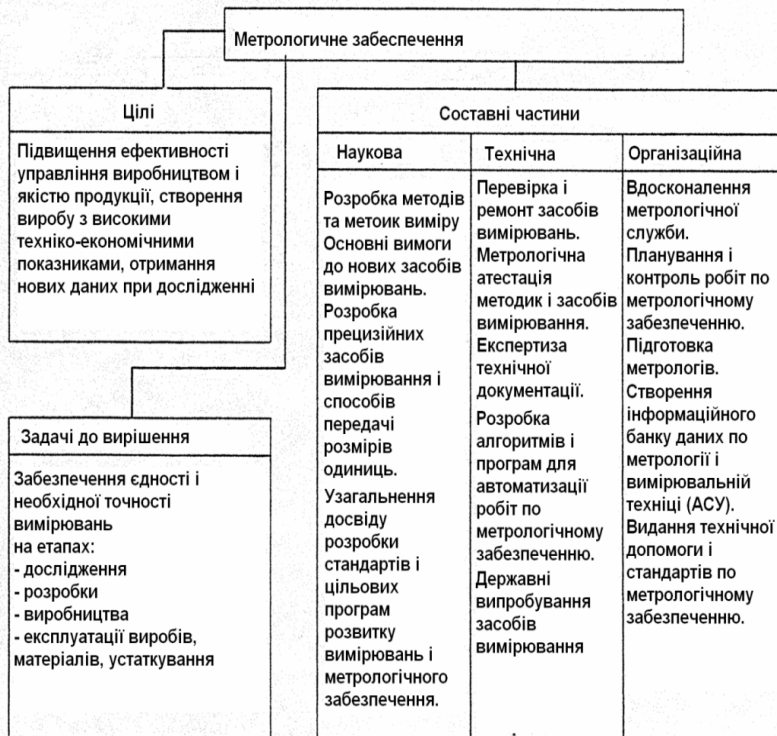 Метрологичне забеспечення
Цілі
Підвищення ефективності
управління виробництвом і
якістю продукції, створення
виробу з високими
техніко-економічними
показниками, отримання
нових даних при дослідженні
Задачі до вирішення
Забезпечення єдності і
необхідної точності
вимірювань
на етапах:
- дослідження
- розробки
- виробництва
- експлуатації виробів,
матеріалів, устаткування
Составні частини
Наукова
Розробка методів
та метоик виміру
Основні вимоги
до нових засобів
вимірювань.
Розробка
прецизійних
засобів
вимірювання і
способів
передачі
розмірів
одиниць.
Узагальнення
досвіду
розробки
стандартів і
цільових
програм
розвитку
вимірювань і
метрологічного
забезпечення.
Технічна
Перевірка і
ремонт засобів
вимірювань.
Метрологічна
атестація
методик і засобів
вимірювання.
Експертиза
технічної
документації.
Розробка
алгоритмів і
програм для
автоматизації
робіт по
метрологічному
забезпеченню.
Державні
випробування
засобів
вимірювання
Організаційна
Вдосконалення
метрологічної
служби.
Планування і
контроль робіт по
метрологічному
забезпеченню.
Підготовка
метрологів.
Створення
інформаційного
банку даних по
метрології і
вимірювальній
техніці (АСУ).
Видання технічної
допомоги і
стандартів по
метрологічному
забезпеченню.